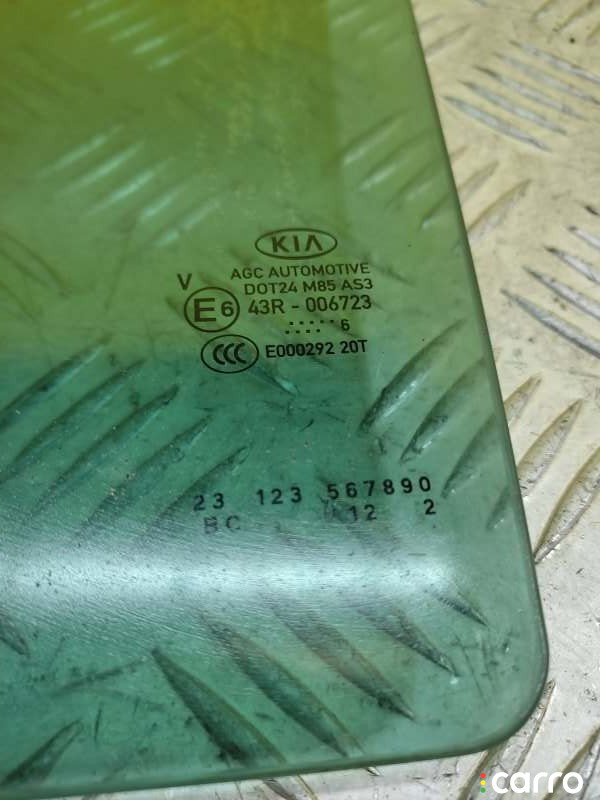 KIA
AGC AUTOMOTIVE
DOT24 M85 AS3
V
E6 43R - 006723
6
CCC E000292 20T
23 123 567890
BC 12 2
carro